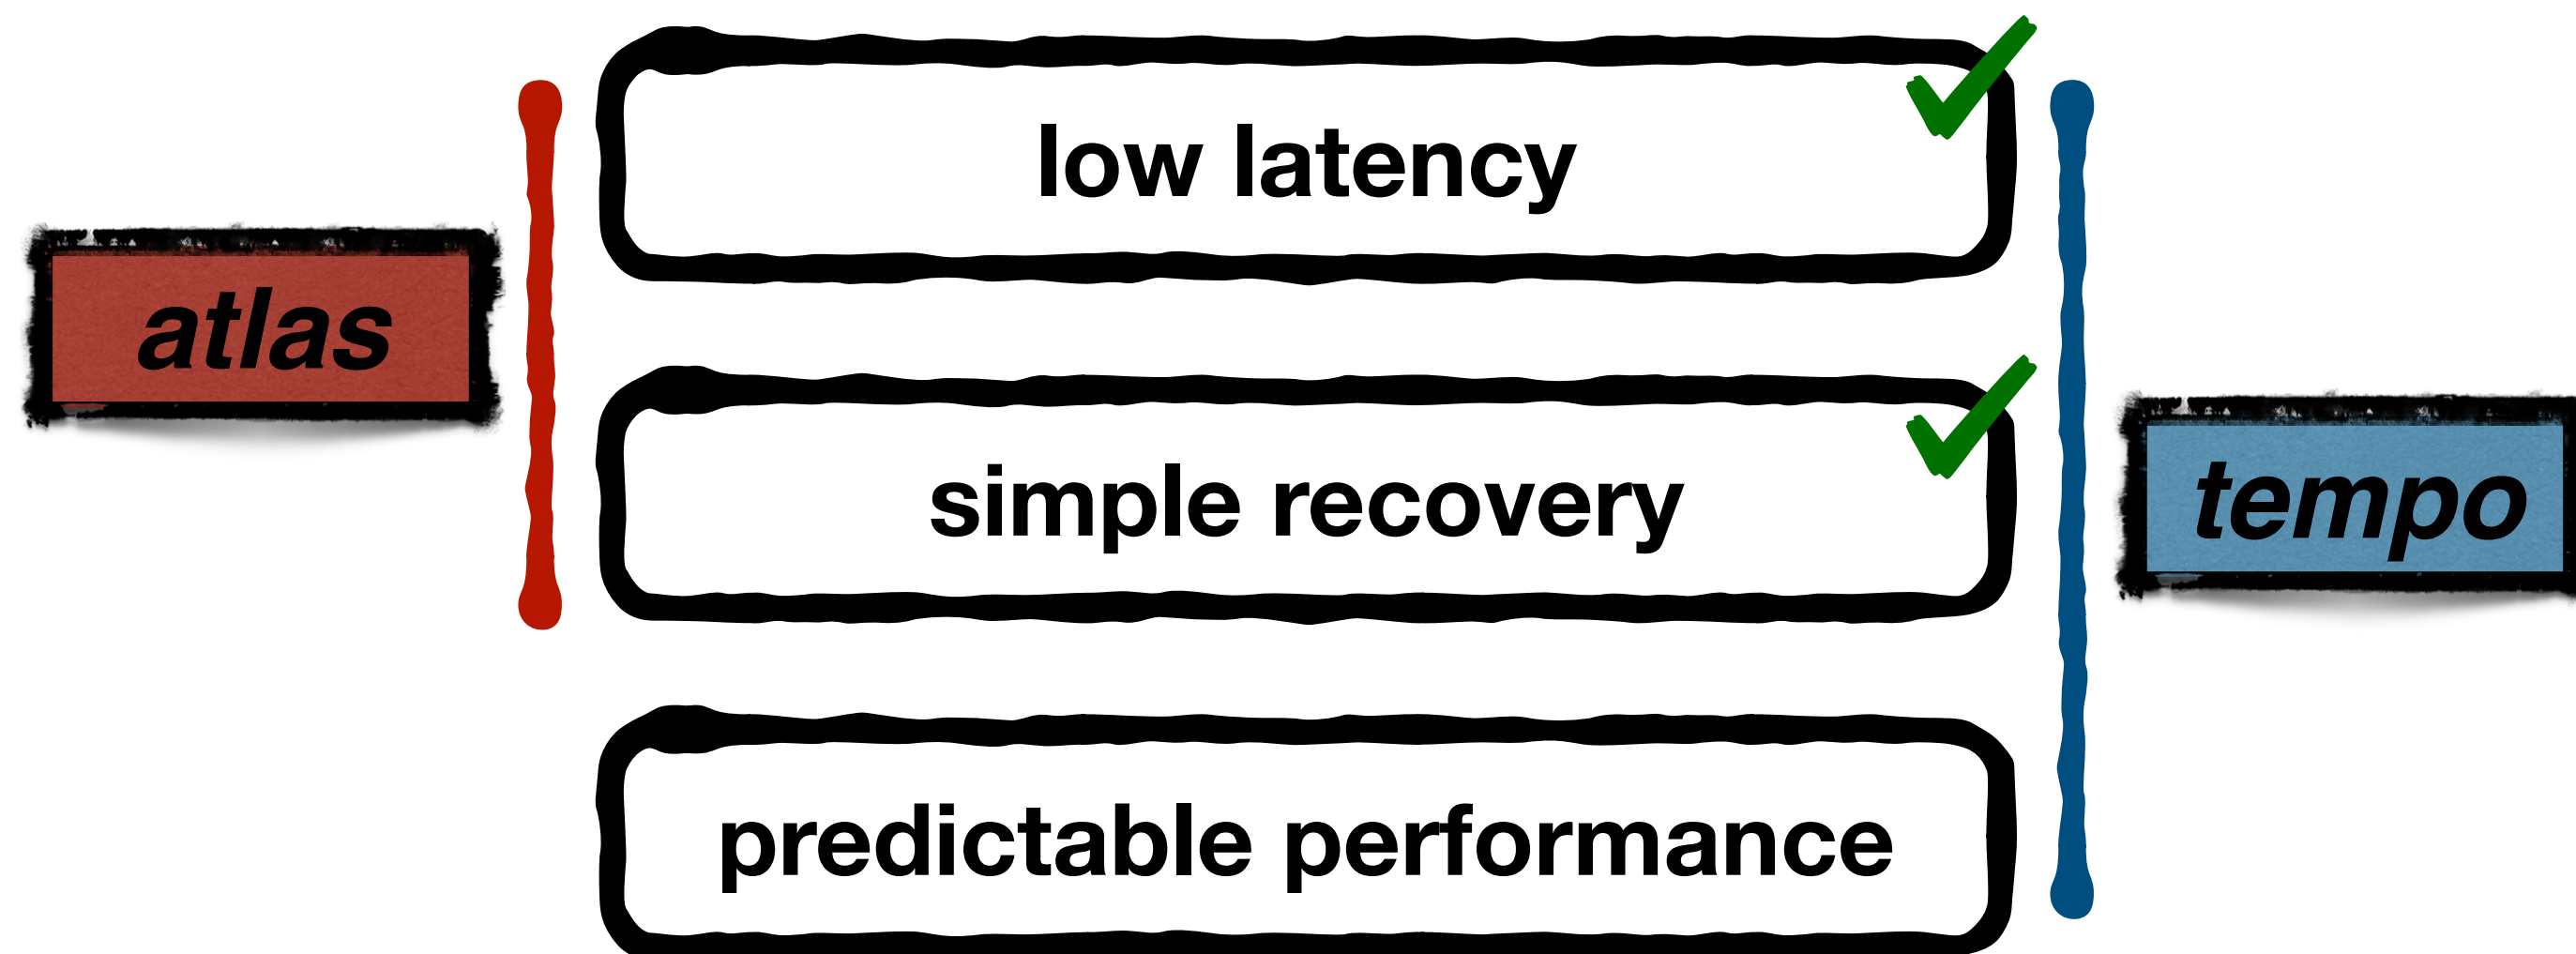 low latency
atlas
simple recovery
tempo
predictable performance